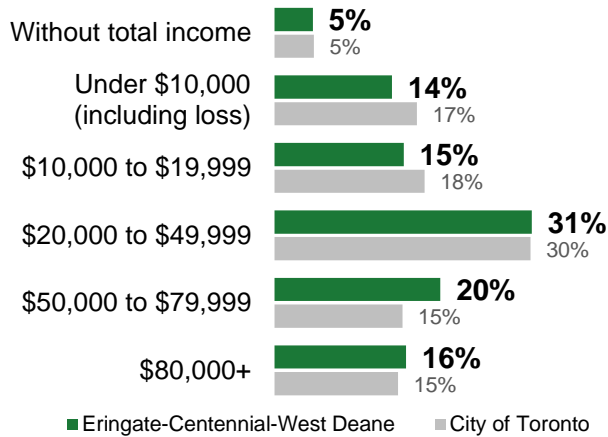 Without total income
5%
5%
Under $10,000
(including loss)
14%
17%
$10,000 to $19,999
15%
18%
$20,000 to $49,999
31%
30%
$50,000 to $79,999
20%
15%
$80,000+
16%
15%
Eringate-Centennial-West Deane City of Toronto